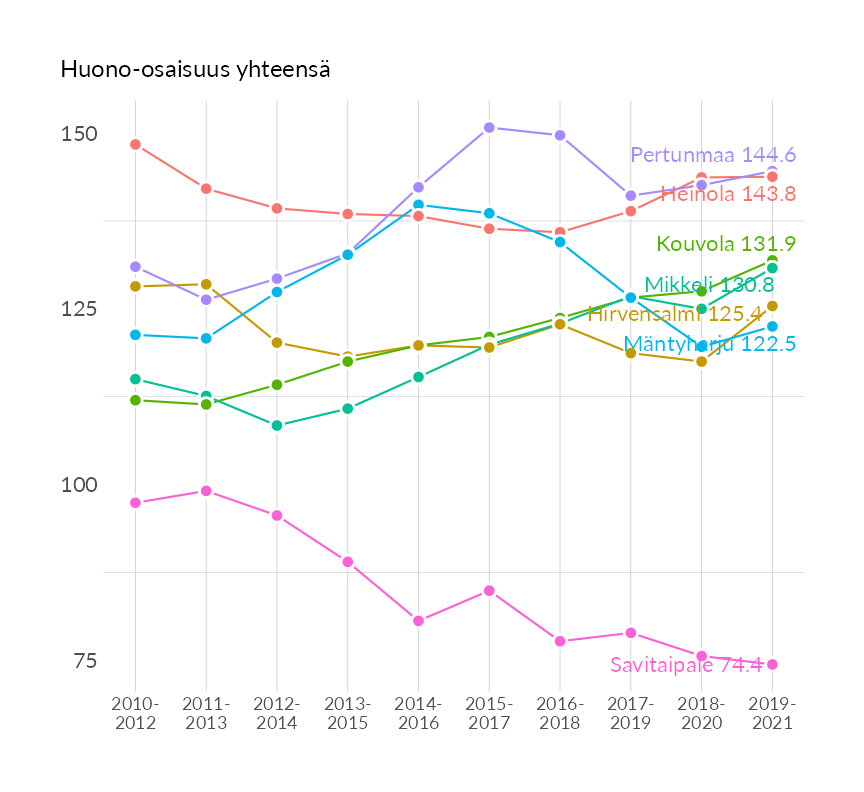 Huono-osaisuus yhteensä
150
125
100
75
Pertunmaa 144.6
Heinola 143.8
Kouvola 131.9
Mikkeli 130.8
Hirvensalmi 125.4
Mäntyharju 122.5
Savitaipale 74.4
2010- 2011- 2012- 2013- 2014- 2015- 2016- 2017- 2018- 2019-
2012 2013 2014 2015 2016 2017 2018 2019 2020 2021